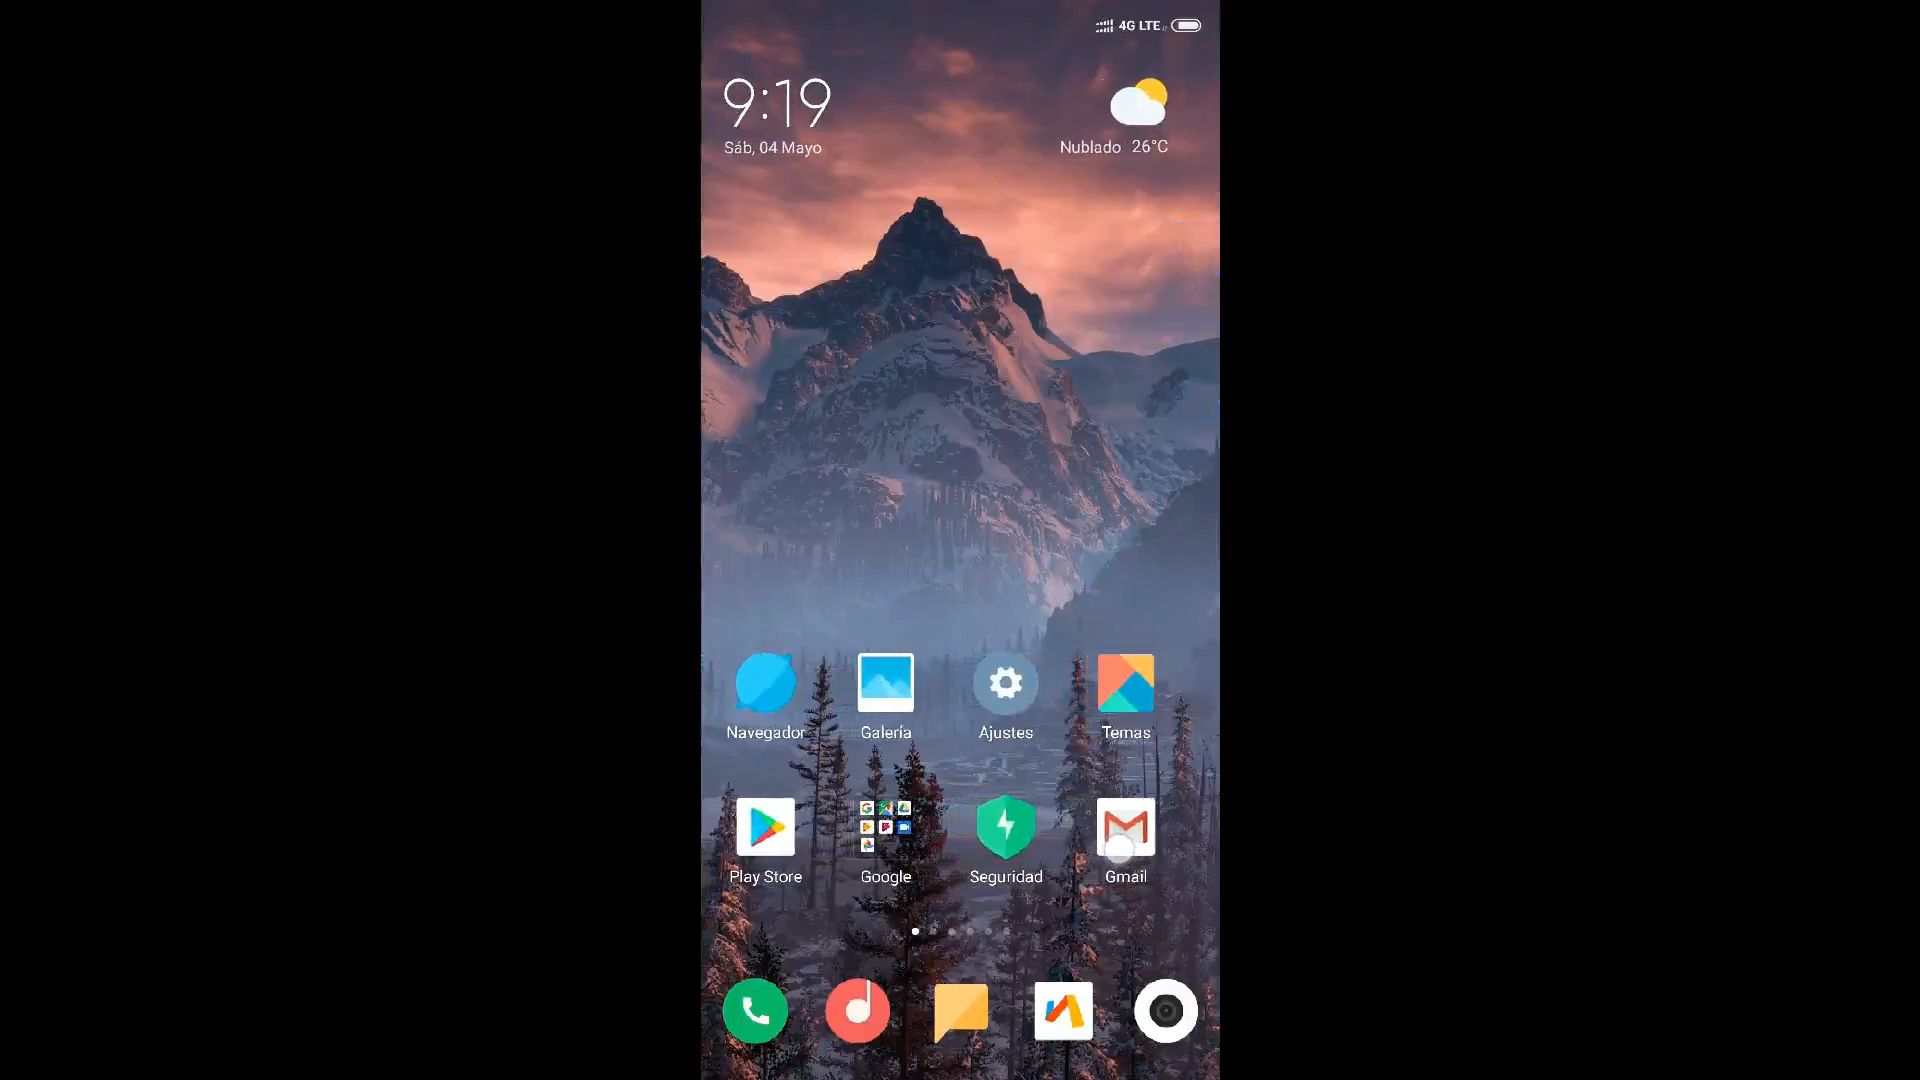 4G LTE
9:19
Sáb, 04 Mayo
Nublado 26°C
Navegador
Galería
Ajustes
Temas
Play Store
Google
Seguridad
Gmail